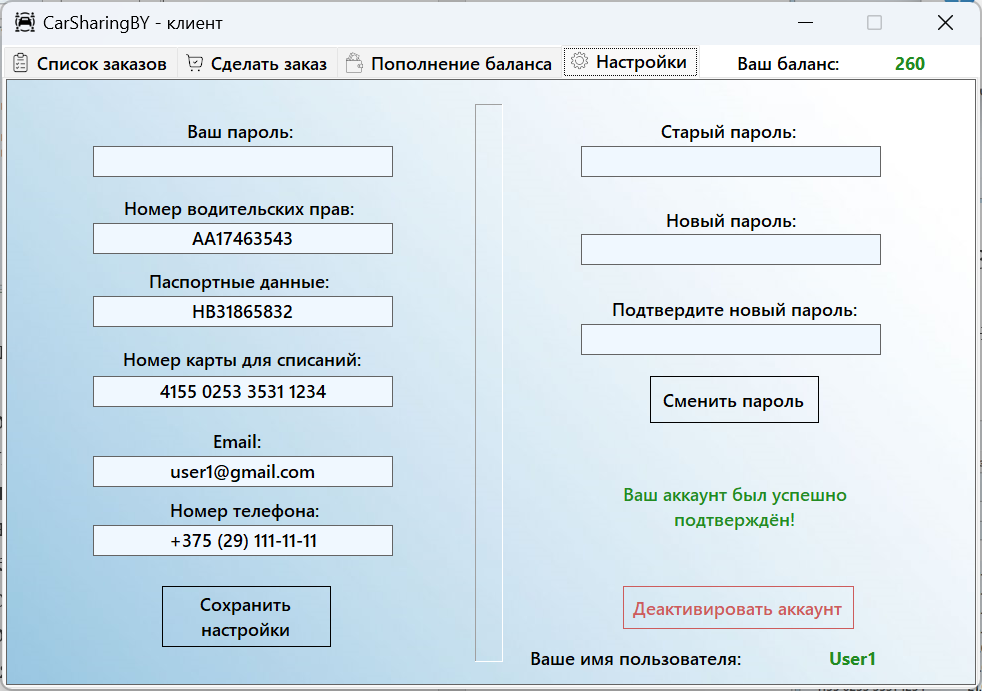 CarSharingBY - клиент
Список заказов Сделать заказ Пополнение баланса Настройки Ваш баланс: 260
Ваш пароль:
Номер водительских прав:
AA17463543
Паспортные данные:
HB31865832
Номер карты для списаний:
4155 0253 3531 1234
Email:
user1@gmail.com
Номер телефона:
+375 (29) 111-11-11
Сохранить
настройки
Старый пароль:
Новый пароль:
Подтвердите новый пароль:
Сменить пароль
Ваш аккаунт был успешно
подтверждён!
Деактивировать аккаунт
Ваше имя пользователя: User1